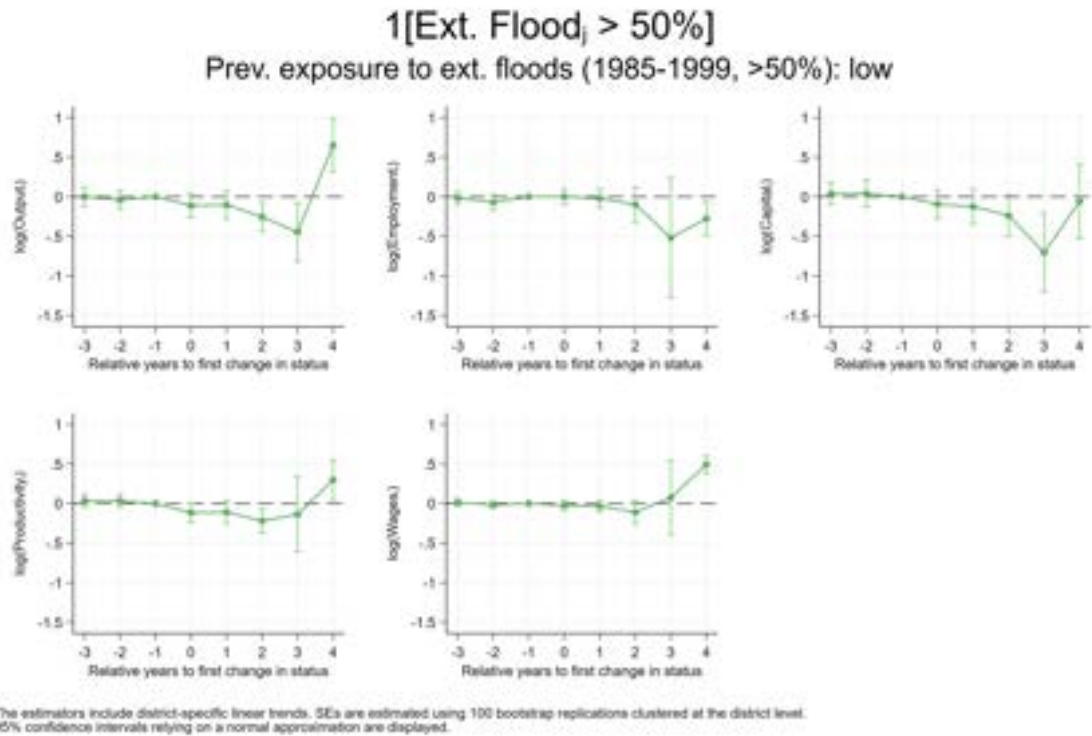 1[Ext. Floodj > 50%]
Prev. exposure to ext. floods (1985-1999, >50%): low
log(Output,)
1
.5
0
-.5
-1
-1.5
-3 -2 -1 0 1 2 3 4
Relative years to first change in status
log(Employment,)
1
.5
0
-.5
-1
-1.5
-3 -2 -1 0 1 2 3 4
Relative years to first change in status
log(Capital,)
1
.5
0
-.5
-1
-1.5
-3 -2 -1 0 1 2 3 4
Relative years to first change in status
log(Productivity,)
1
.5
0
-.5
-1
-1.5
-3 -2 -1 0 1 2 3 4
Relative years to first change in status
log(Wages,)
1
.5
0
-.5
-1
-1.5
-3 -2 -1 0 1 2 3 4
Relative years to first change in status
he estimators include district-specific linear trends. SEs are estimated using 100 bootstrap replications clustered at the district level.
5% confidence intervals relying on a normal approximation are displayed.